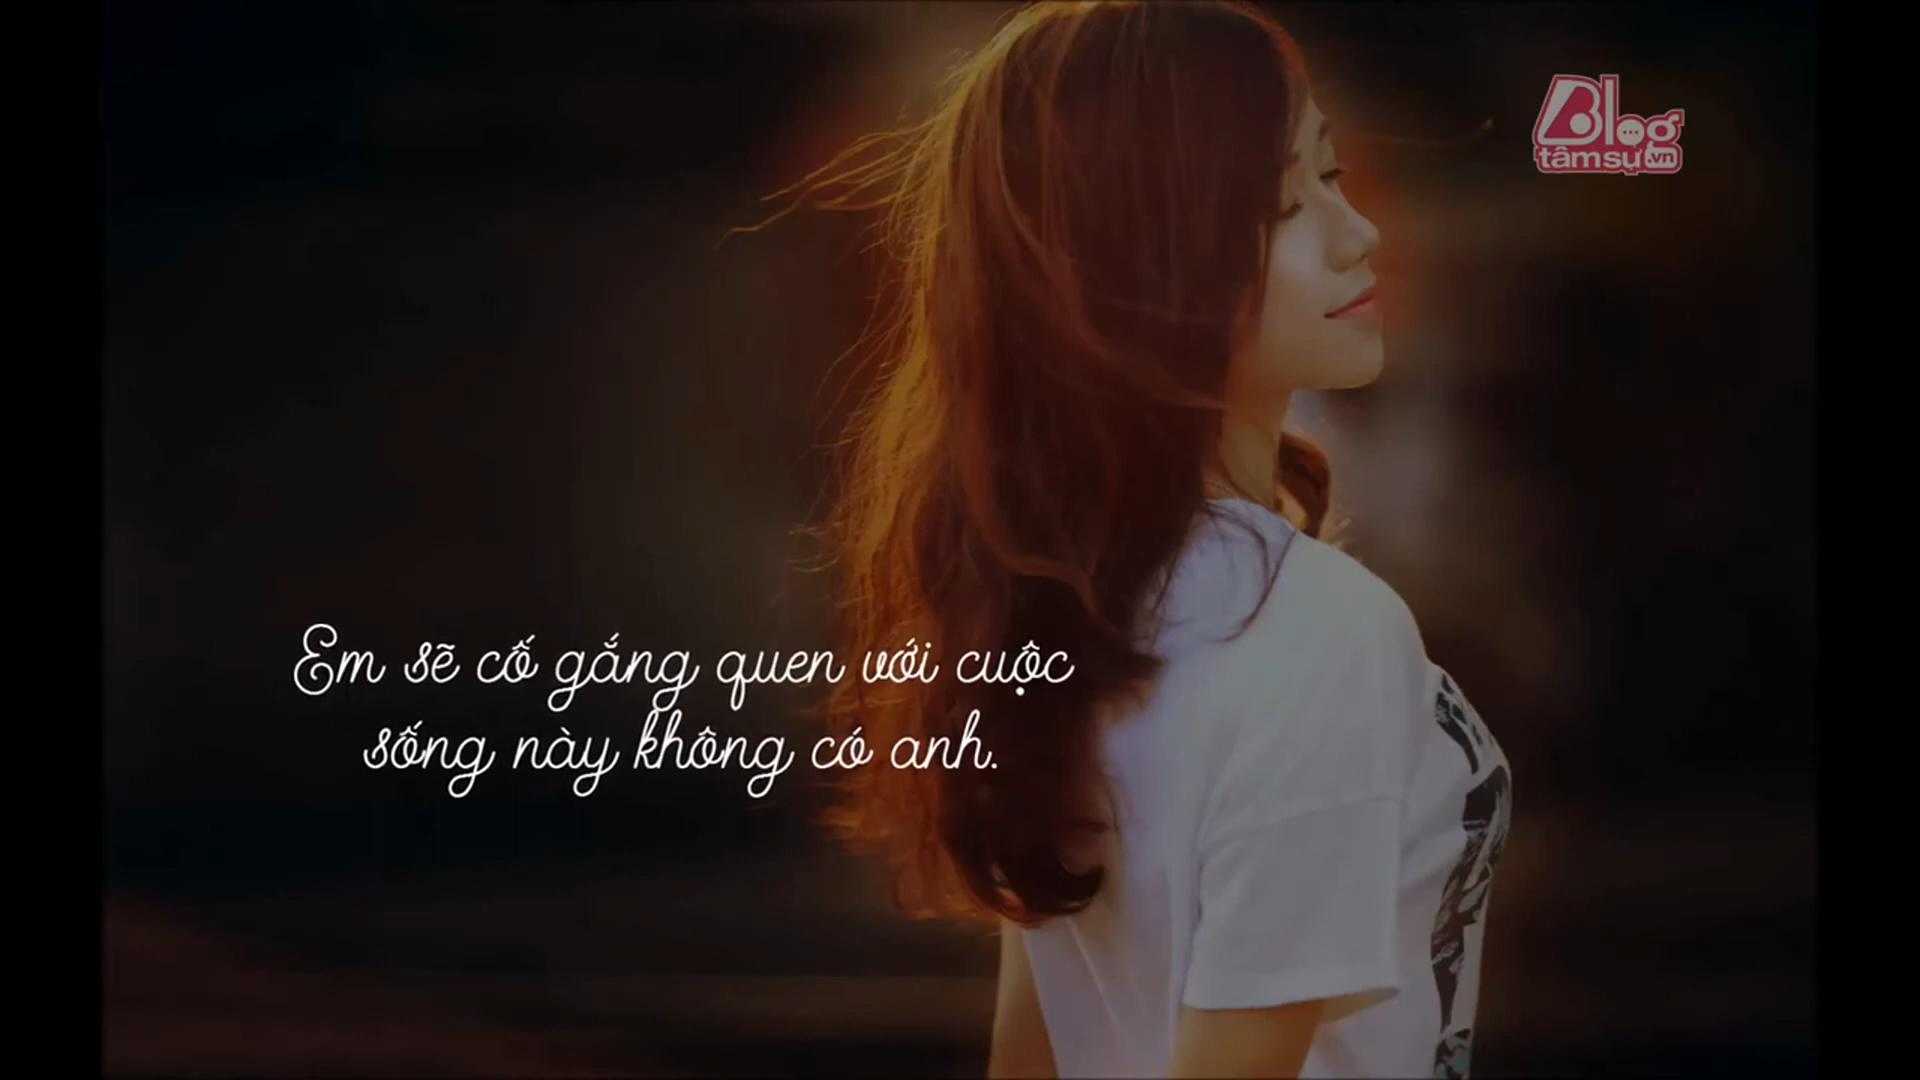 Blog
tâmsự.vn
Em sẽ cố gắng quen với cuộc
sống này không có anh.